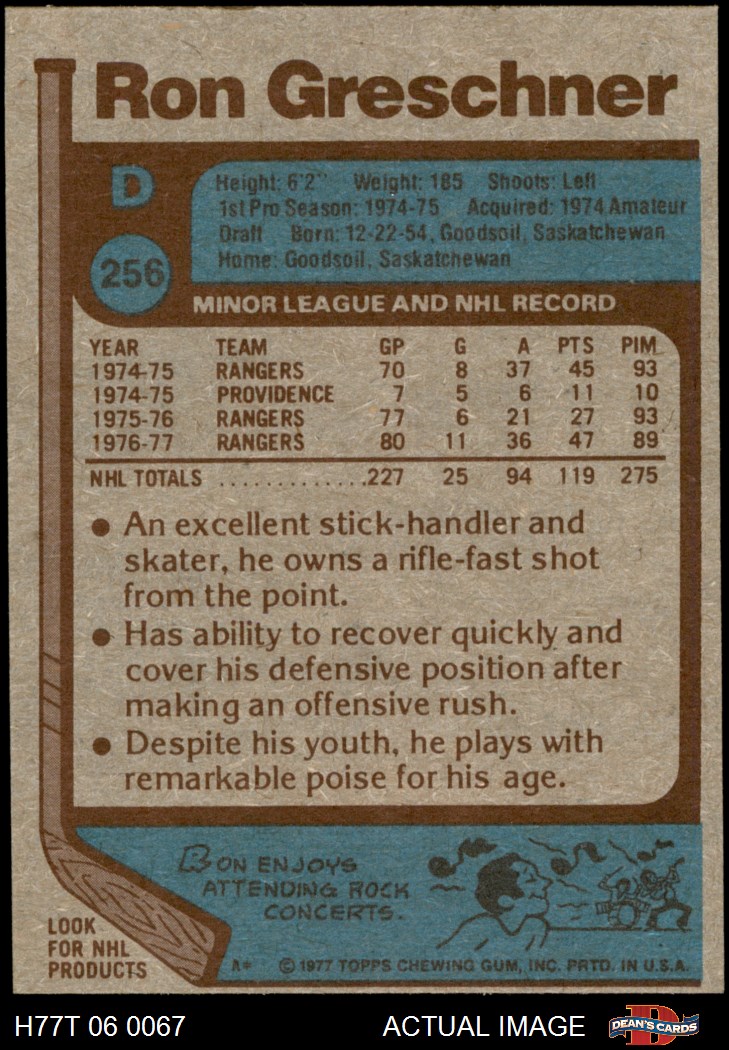 Ron Greschner
D
256
Height: 6'2" Weight: 185 Shoots: Left
1st Pro Season: 1974-75 Acquired: 1974 Amateur
Draft Born: 12-22-54, Goodsoil, Saskatchewan
Home: Goodsoil, Saskatchewan
MINOR LEAGUE AND NHL RECORD
YEAR TEAM GP G A PTS PIM
1974-75 RANGERS 70 8 37 45 93
1974-75 PROVIDENCE 7 5 6 11 10
1975-76 RANGERS 77 6 21 27 93
1976-77 RANGERS 80 11 36 47 89
NHL TOTALS .............. 227 25 94 119 275
• An excellent stick-handler and
skater, he owns a rifle-fast shot
from the point.
• Has ability to recover quickly and
cover his defensive position after
making an offensive rush.
• Despite his youth, he plays with
remarkable poise for his age.
RON ENJOYS
ATTENDING ROCK
CONCERTS.
LOOK
FOR NHL
PRODUCTS
A* © 1977 TOPPS CHEWING GUM, INC. PRTD. IN U.S.A.
H77T 06 0067 ACTUAL IMAGE D DEAN'S CARDS